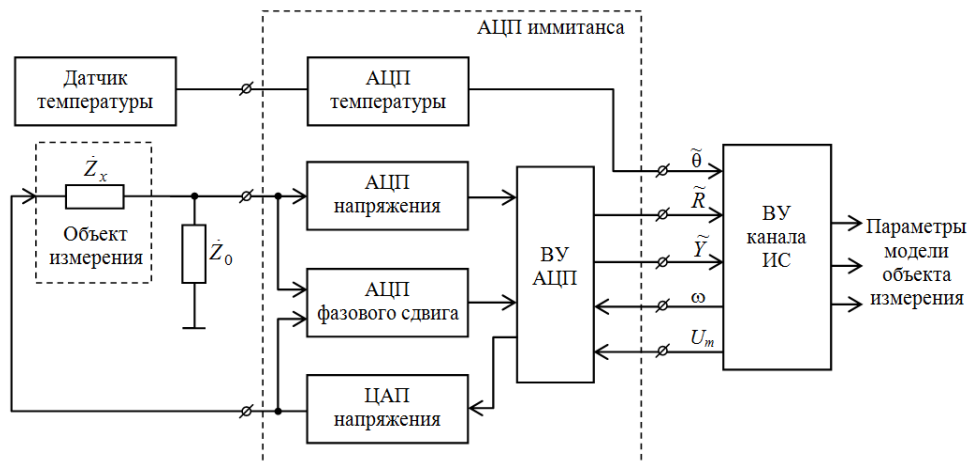 АЦП иммитанса
Датчик
температуры
АЦП
температуры
Ż_x
Объект
измерения
Ż_0
АЦП
напряжения
АЦП
фазового сдвига
ЦАП
напряжения
ВУ
АЦП
θ̃
R̃
Ỹ
ω
U_m
ВУ
канала
ИС
Параметры
модели
объекта
измерения